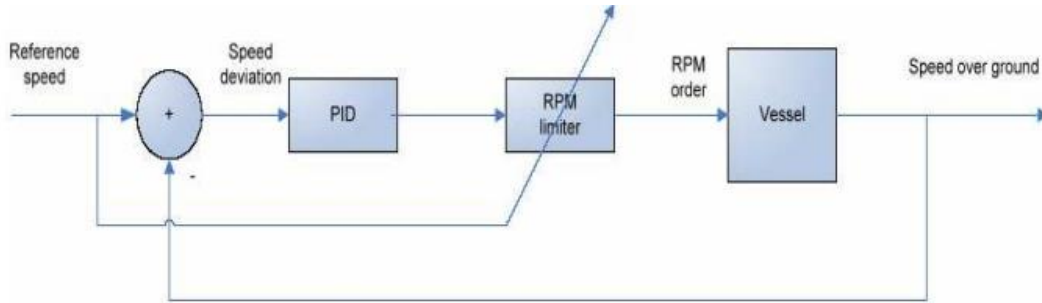 Reference
speed
Speed
deviation
RPM
order
Speed over ground
+
PID
RPM
limiter
Vessel
-